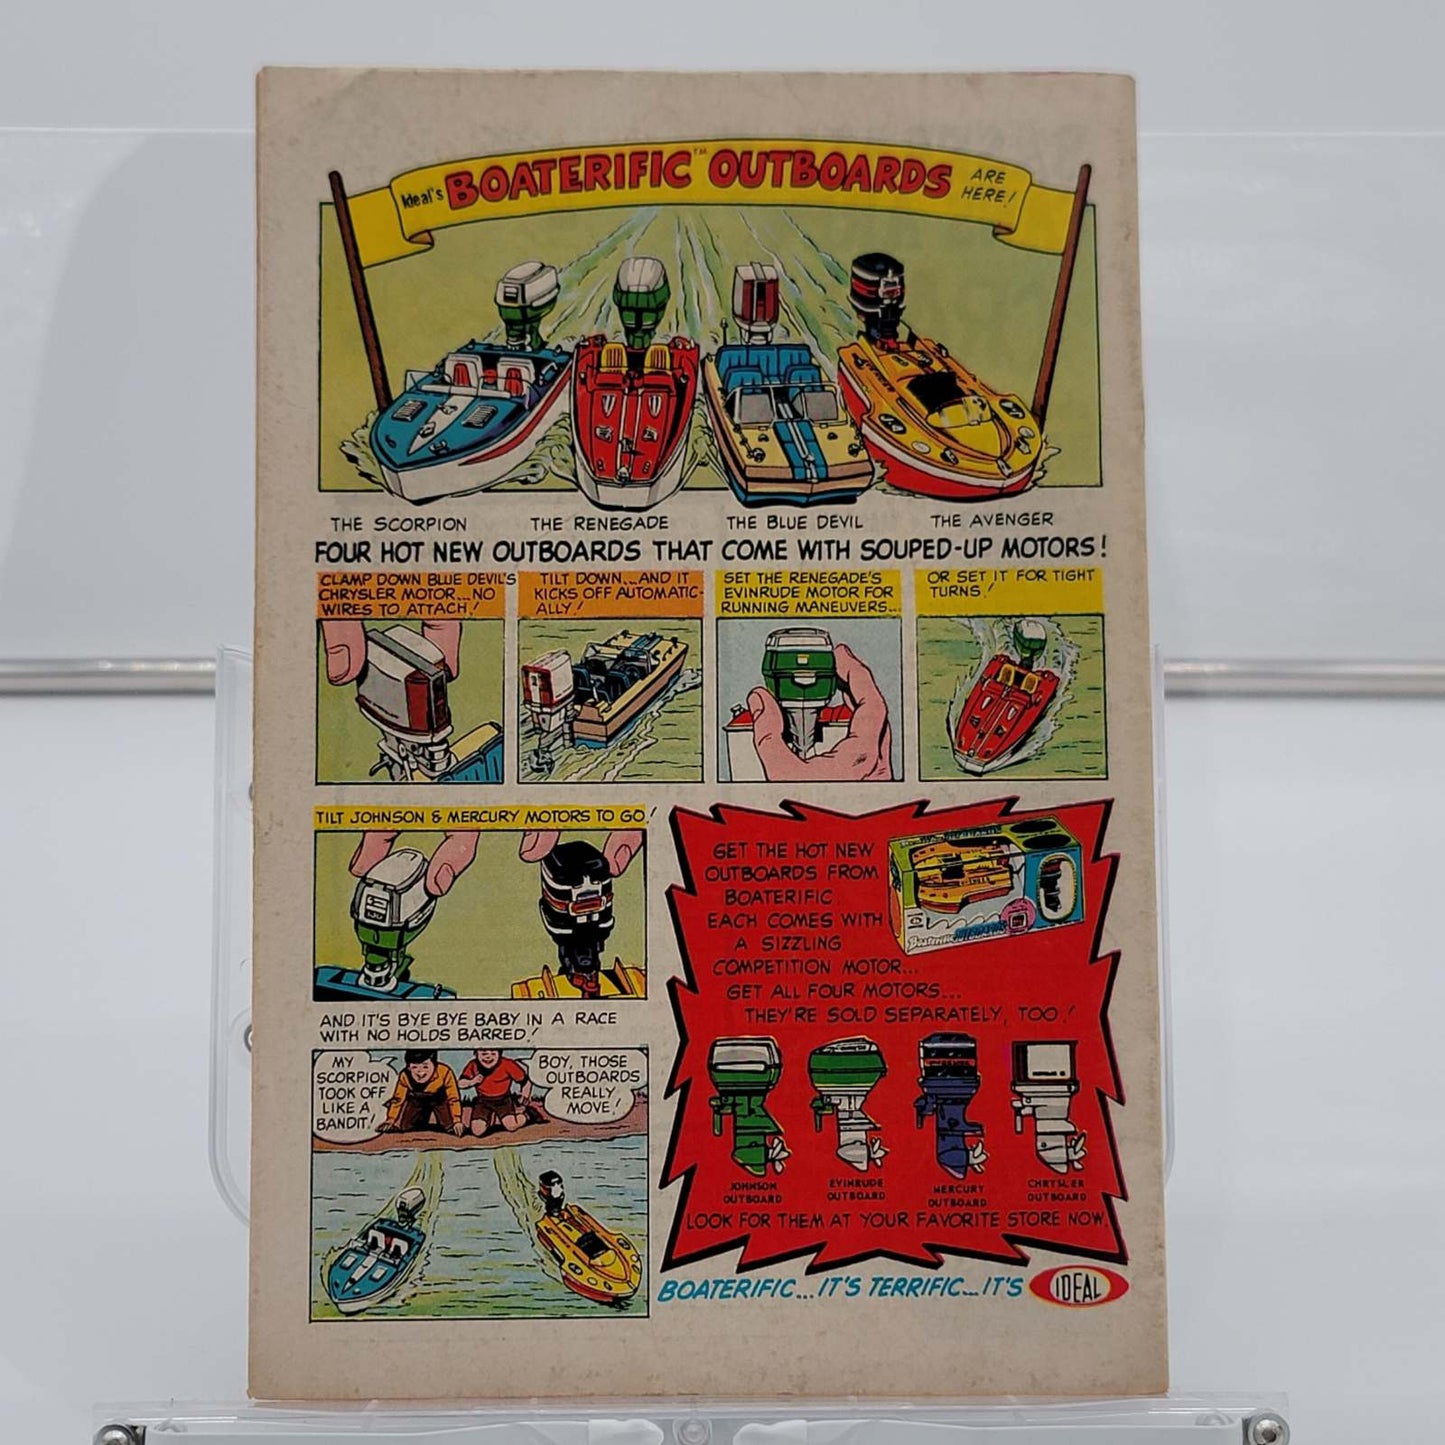 Ideal's BOATERIFIC™ OUTBOARDS ARE HERE!
THE SCORPION THE RENEGADE THE BLUE DEVIL THE AVENGER
FOUR HOT NEW OUTBOARDS THAT COME WITH SOUPED-UP MOTORS!
CLAMP DOWN BLUE DEVIL'S
CHRYSLER MOTOR...NO
WIRES TO ATTACH!
TILT DOWN...AND IT
KICKS OFF AUTOMATIC-
ALLY!
SET THE RENEGADE'S
EVINRUDE MOTOR FOR
RUNNING MANEUVERS...
OR SET IT FOR TIGHT
TURNS!
TILT JOHNSON & MERCURY MOTORS TO GO!
AND IT'S BYE BYE BABY IN A RACE
WITH NO HOLDS BARRED!
MY
SCORPION
TOOK OFF
LIKE A
BANDIT!
BOY, THOSE
OUTBOARDS
REALLY
MOVE!
GET THE HOT NEW
OUTBOARDS FROM
BOATERIFIC.
EACH COMES WITH
A SIZZLING
COMPETITION MOTOR...
GET ALL FOUR MOTORS...
THEY'RE SOLD SEPARATELY, TOO!
Boaterific OUTBOARDS
JOHNSON
OUTBOARD
EVINRUDE
OUTBOARD
MERCURY
OUTBOARD
CHRYSLER
OUTBOARD
LOOK FOR THEM AT YOUR FAVORITE STORE NOW.
BOATERIFIC...IT'S TERRIFIC...IT'S IDEAL